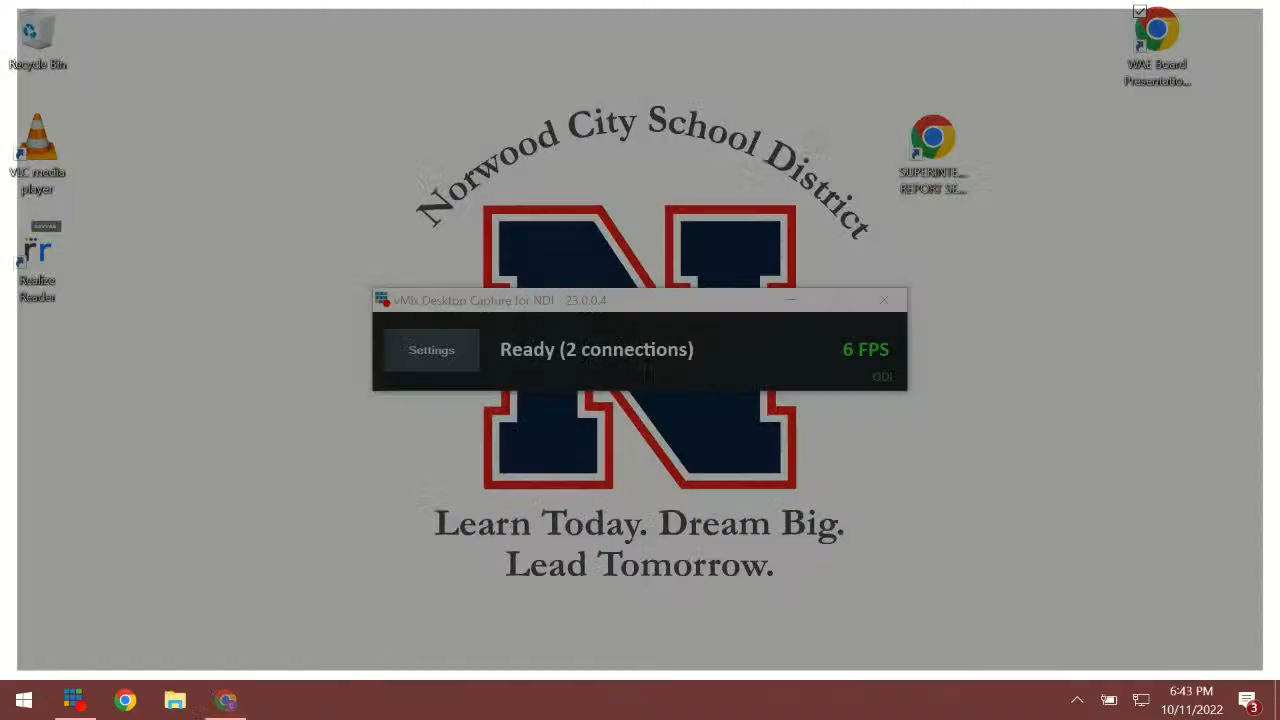 Recycle Bin
WAE Board
Presentatio...
VLC media
player
SUPERINTE...
REPORT SE...
Realize
Reader
Norwood City School District
vMix Desktop Capture for NDI - 23.0.0.4
Settings
Ready (2 connections)
6 FPS
GDI
Learn Today. Dream Big.
Lead Tomorrow.
6:43 PM
10/11/2022
3